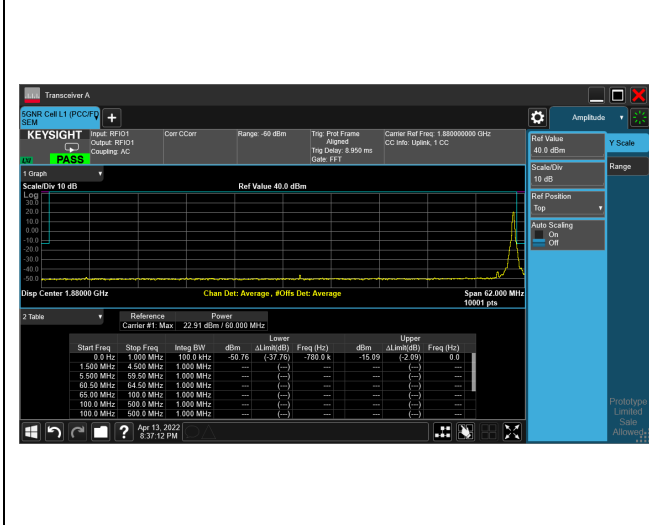 Transceiver A
5GNR Cell.L1 (PCC/FD
SEM
Amplitude
KEYSIGHT
LXI
PASS
Input: RFIO1
Output: RFIO1
Coupling: AC
Corr CCorr
Range: -60 dBm
Trig: Prot Frame
Aligned
Trig Delay: 8.950 ms
Gate: FFT
Carrier Ref Freq: 1.880000000 GHz
CC Info: Uplink, 1 CC
1 Graph
Scale/Div 10 dB
Ref Value 40.0 dBm
Log
30.0
20.0
10.0
0.00
-10.0
-20.0
-30.0
-40.0
-50.0
Disp Center 1.88000 GHz
Chan Det: Average, #Offs Det: Average
Span 62.000 MHz
10001 pts
2 Table
Reference Power
Carrier #1: Max 22.91 dBm / 60.000 MHz
Lower Upper
Start Freq Stop Freq Integ BW dBm ΔLimit(dB) Freq (Hz) dBm ΔLimit(dB) Freq (Hz)
0.0 Hz 1.000 MHz 100.0 kHz -50.76 (-37.76) -780.0 k -15.09 (-2.09) 0.0
1.500 MHz 4.500 MHz 1.000 MHz --- (---) --- --- (---) ---
5.500 MHz 59.50 MHz 1.000 MHz --- (---) --- --- (---) ---
60.50 MHz 64.50 MHz 1.000 MHz --- (---) --- --- (---) ---
65.00 MHz 100.0 MHz 1.000 MHz --- (---) --- --- (---) ---
100.0 MHz 500.0 MHz 1.000 MHz --- (---) --- --- (---) ---
100.0 MHz 500.0 MHz 1.000 MHz --- (---) --- --- (---) ---
Apr 13, 2022
8:37:12 PM
Ref Value
40.0 dBm
Scale/Div
10 dB
Ref Position
Top
Auto Scaling
On
Off
Y Scale
Range
Prototype
Limited
Sale
Allowed